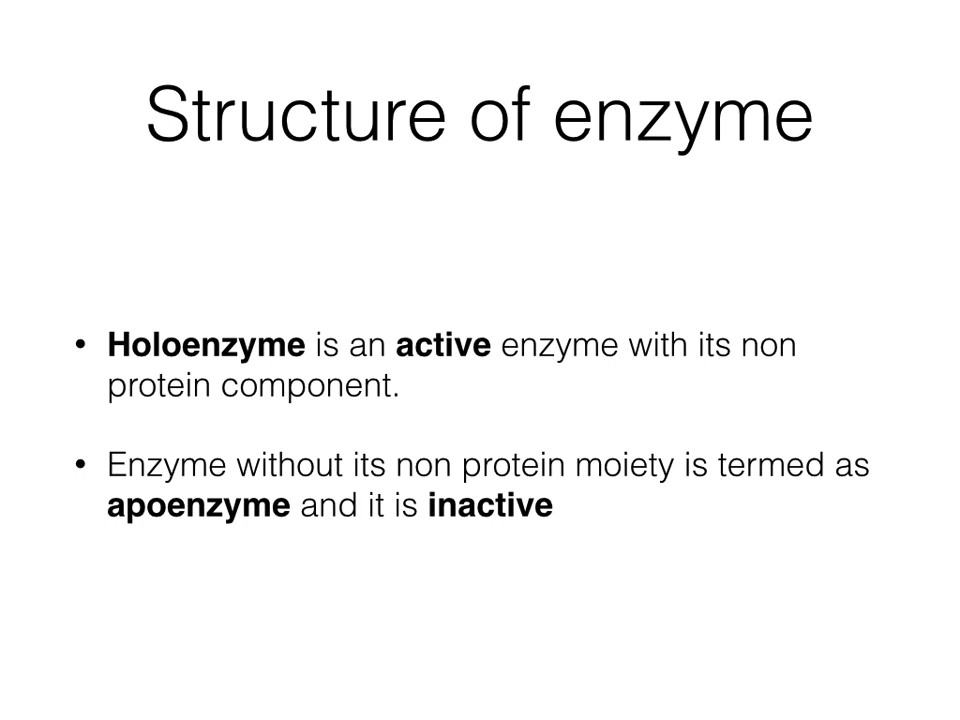 Structure of enzyme
• Holoenzyme is an active enzyme with its non
protein component.
• Enzyme without its non protein moiety is termed as
apoenzyme and it is inactive